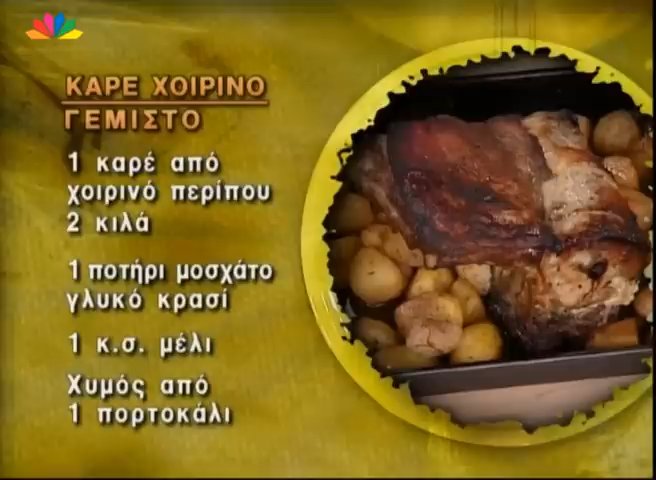 ΚΑΡΕ ΧΟΙΡΙΝΟ
ΓΕΜΙΣΤΟ
1 καρέ από
χοιρινό περίπου
2 κιλά
1 ποτήρι μοσχάτο
γλυκό κρασί
1 κ.σ. μέλι
Χυμός από
1 πορτοκάλι